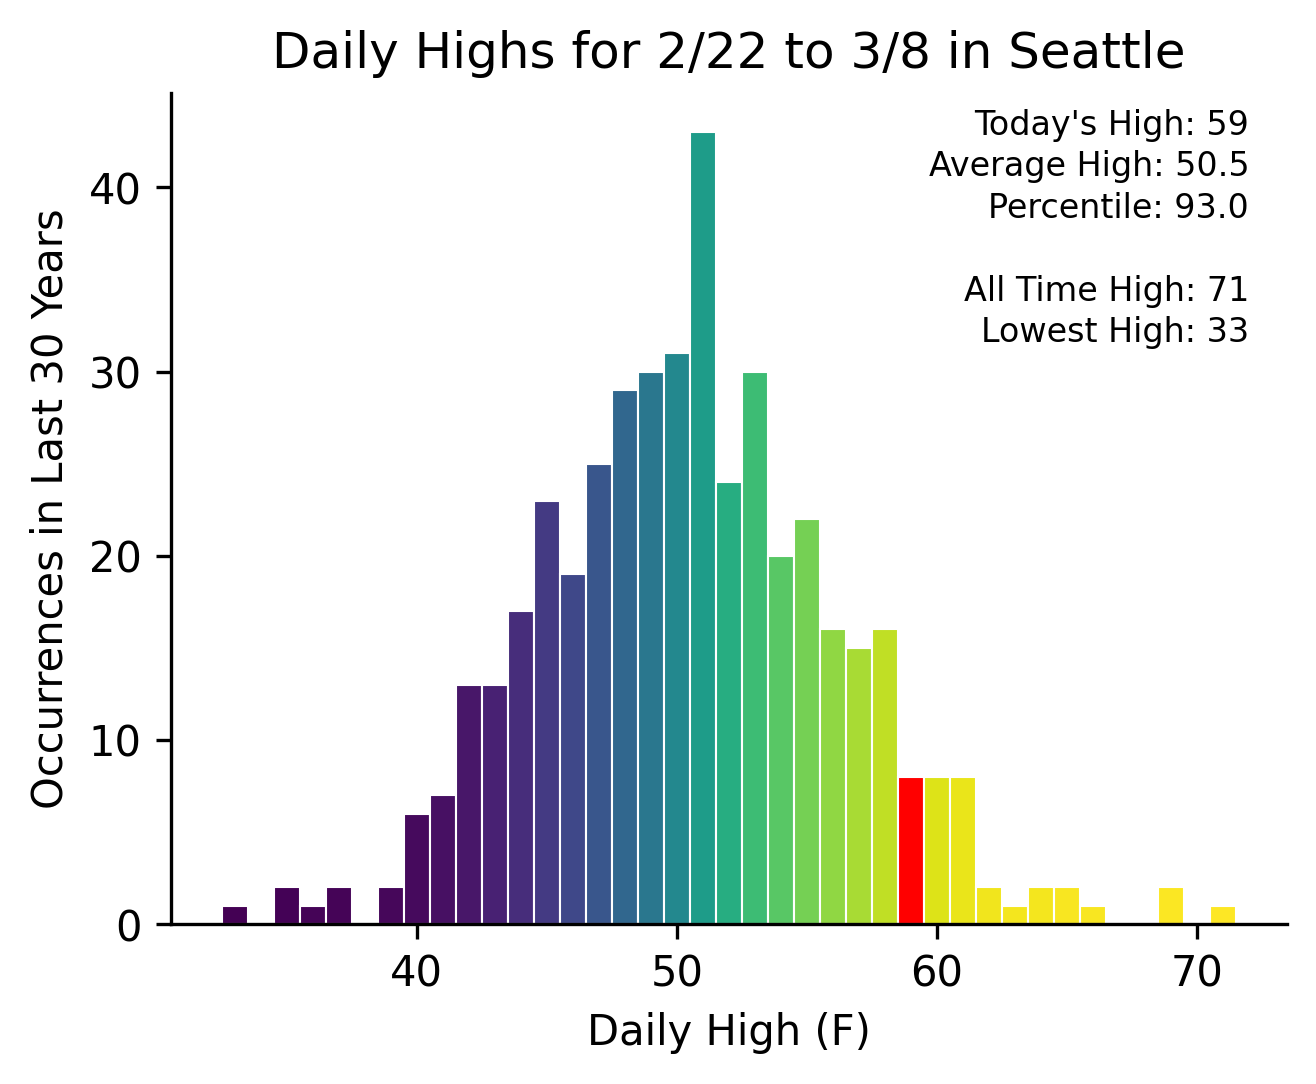 Daily Highs for 2/22 to 3/8 in Seattle
Today's High: 59
Average High: 50.5
Percentile: 93.0
All Time High: 71
Lowest High: 33
Occurrences in Last 30 Years
40
30
20
10
0
40 50 60 70
Daily High (F)